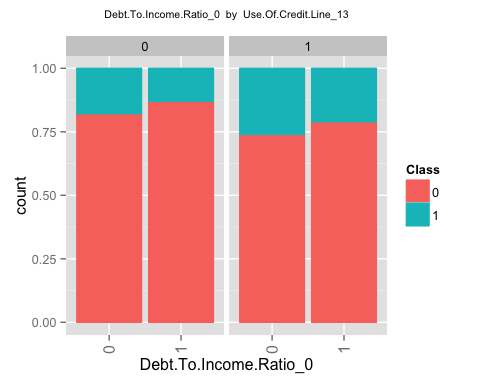 Debt.To.Income.Ratio_0 by Use.Of.Credit.Line_13
0 1
1.00
0.75
0.50
0.25
0.00
count
0 1 0 1
Debt.To.Income.Ratio_0
Class
0
1